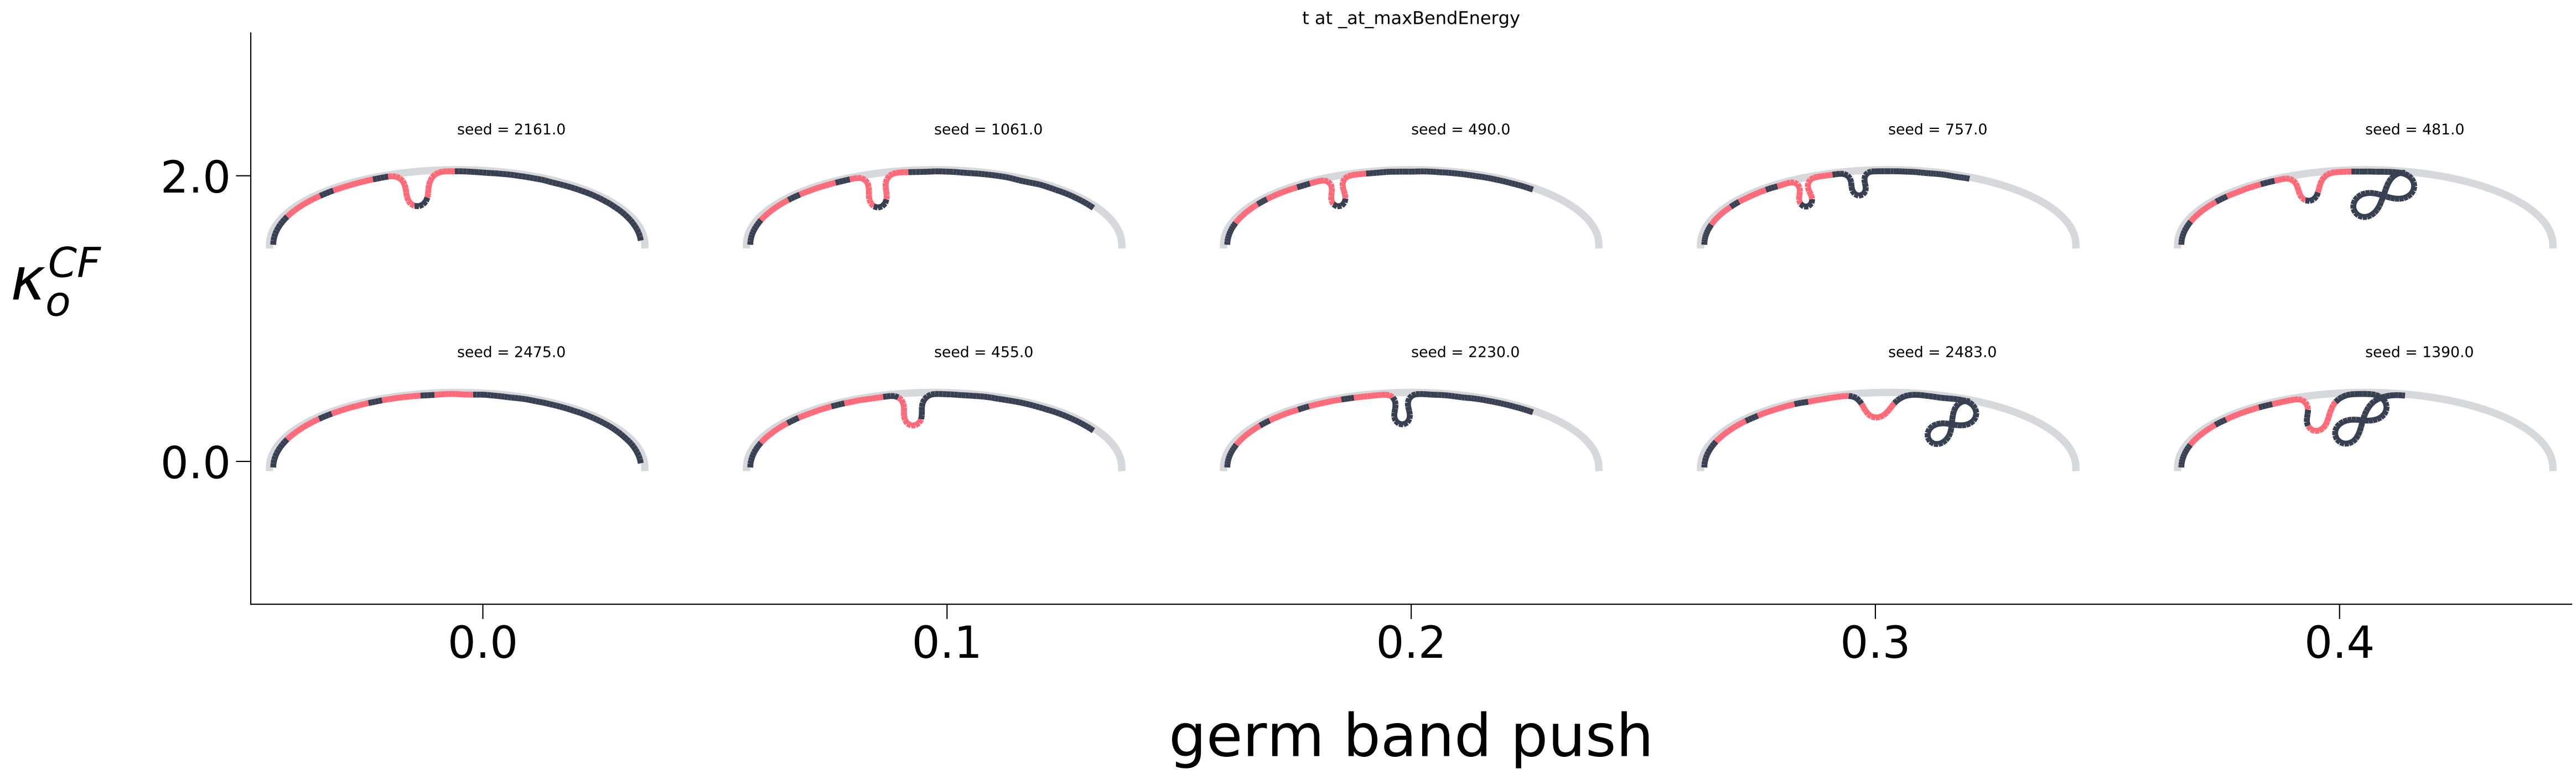 t at _at_maxBendEnergy
seed = 2161.0
seed = 1061.0
seed = 490.0
seed = 757.0
seed = 481.0
2.0
κ_o^CF
seed = 2475.0
seed = 455.0
seed = 2230.0
seed = 2483.0
seed = 1390.0
0.0
0.0 0.1 0.2 0.3 0.4
germ band push